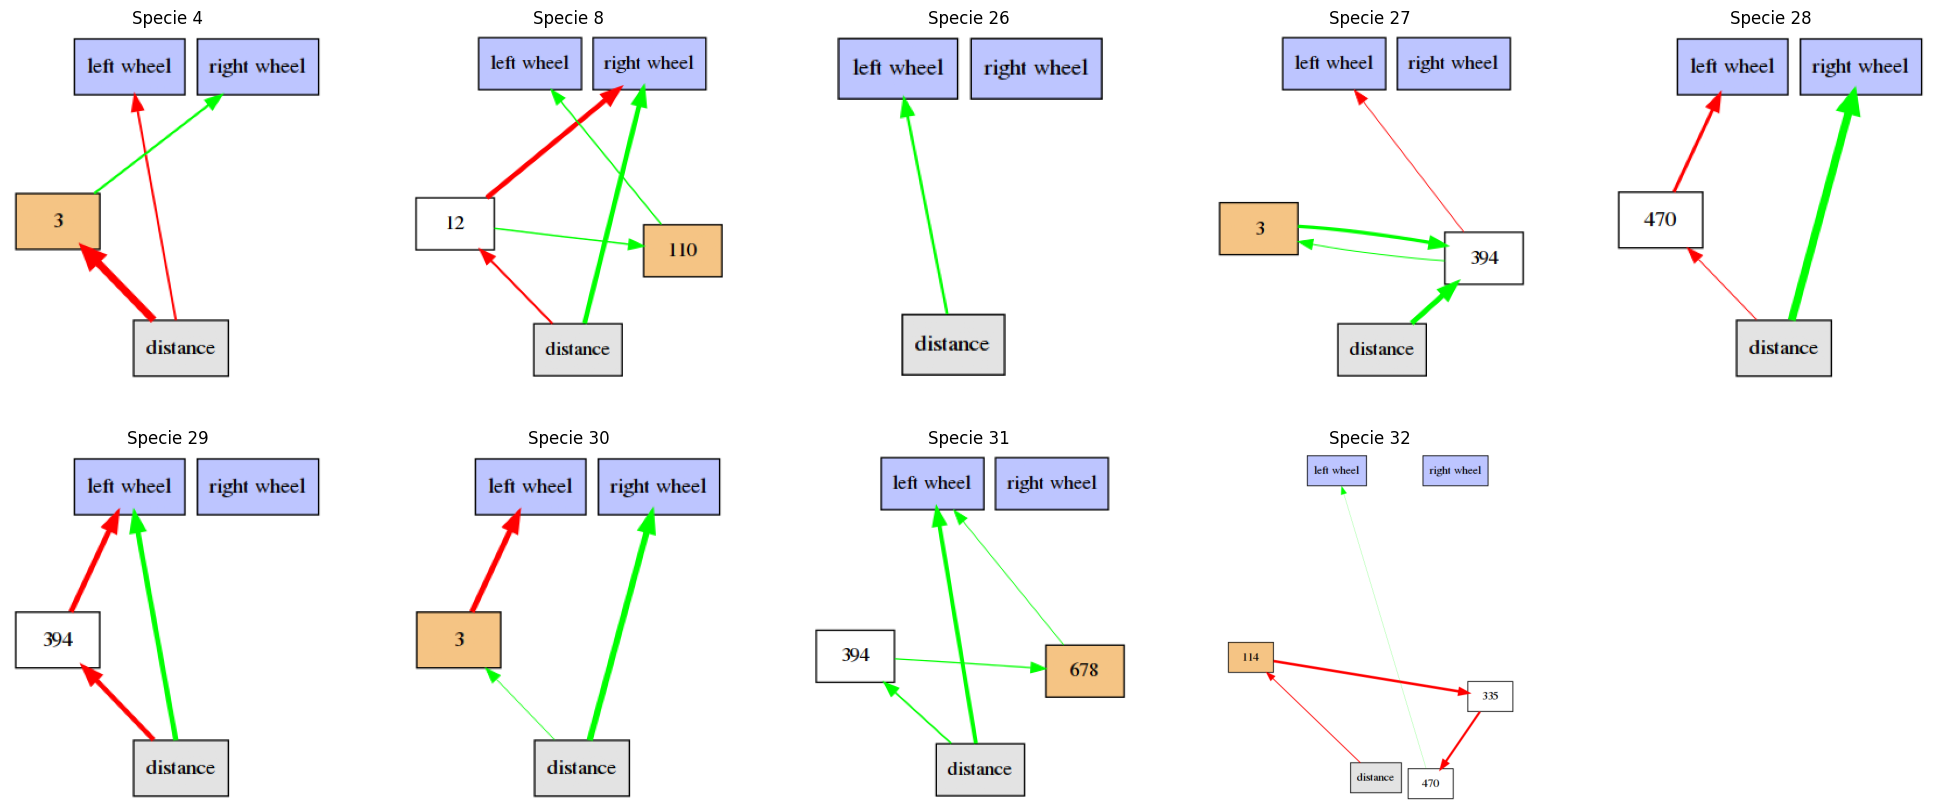 Specie 4
left wheel
right wheel
3
distance
Specie 8
left wheel
right wheel
12
110
distance
Specie 26
left wheel
right wheel
distance
Specie 27
left wheel
right wheel
3
394
distance
Specie 28
left wheel
right wheel
470
distance
Specie 29
left wheel
right wheel
394
distance
Specie 30
left wheel
right wheel
3
distance
Specie 31
left wheel
right wheel
394
678
distance
Specie 32
left wheel
right wheel
114
335
distance
470